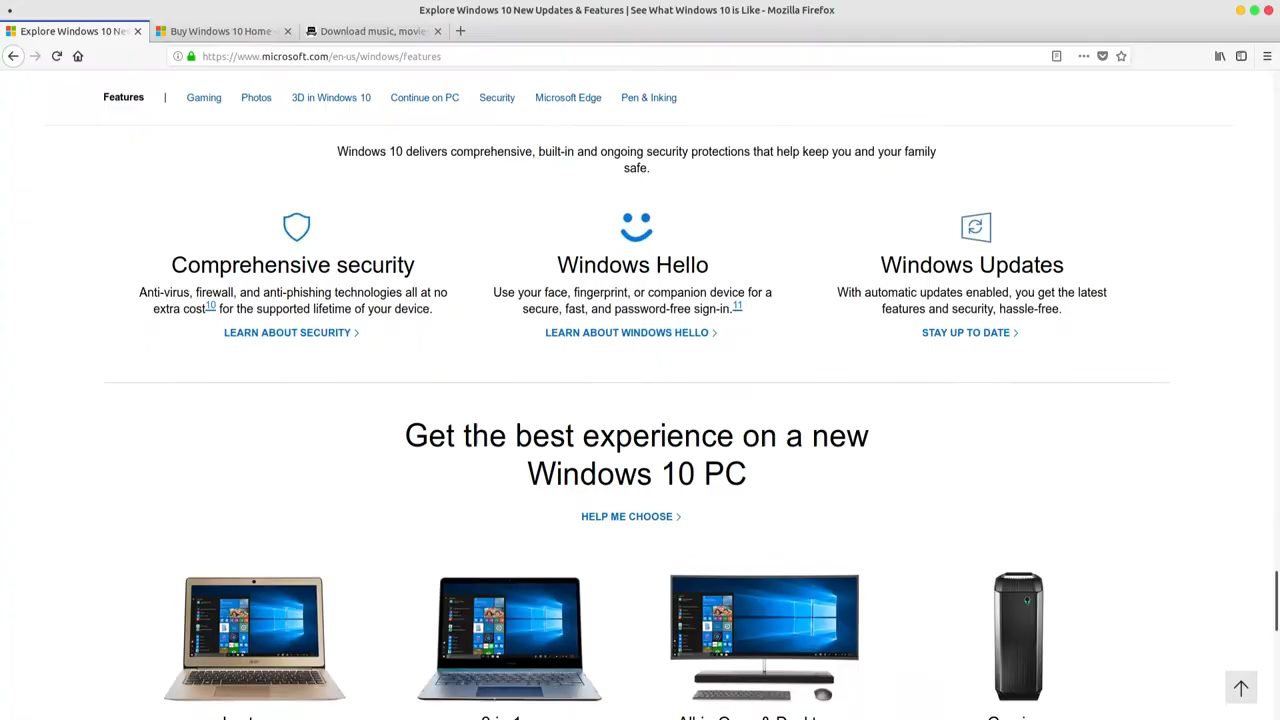 Explore Windows 10 New Updates & Features | See What Windows 10 is Like - Mozilla Firefox
Explore Windows 10 Ne
Buy Windows 10 Home -
Download music, movie
https://www.microsoft.com/en-us/windows/features
Features | Gaming Photos 3D in Windows 10 Continue on PC Security Microsoft Edge Pen & Inking
Windows 10 delivers comprehensive, built-in and ongoing security protections that help keep you and your family
safe.
Comprehensive security
Anti-virus, firewall, and anti-phishing technologies all at no
extra cost10 for the supported lifetime of your device.
LEARN ABOUT SECURITY >
Windows Hello
Use your face, fingerprint, or companion device for a
secure, fast, and password-free sign-in.11
LEARN ABOUT WINDOWS HELLO >
Windows Updates
With automatic updates enabled, you get the latest
features and security, hassle-free.
STAY UP TO DATE >
Get the best experience on a new
Windows 10 PC
HELP ME CHOOSE >